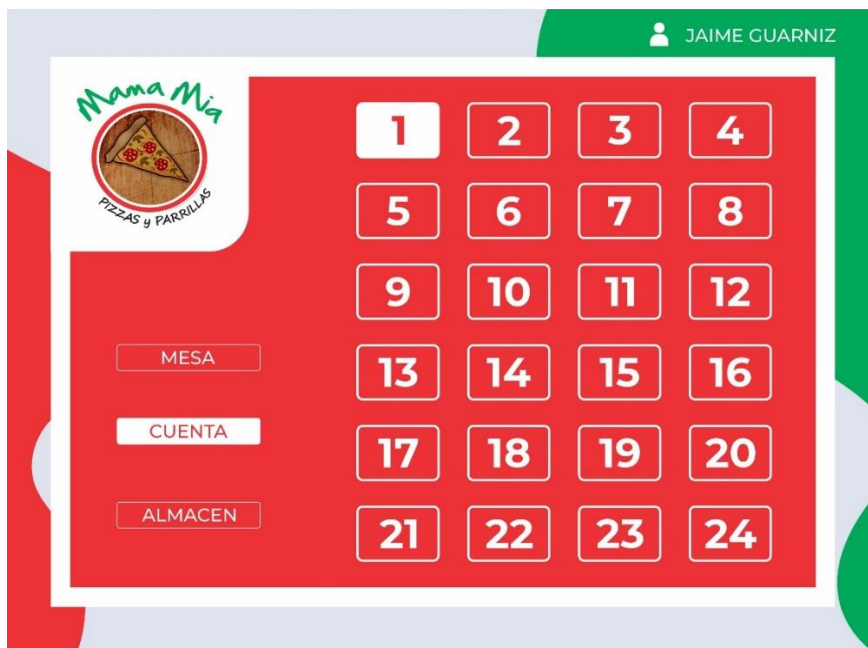 JAIME GUARNIZ
Mama Mia
PIZZAS y PARRILLAS
1 2 3 4
5 6 7 8
9 10 11 12
13 14 15 16
17 18 19 20
21 22 23 24
MESA
CUENTA
ALMACEN